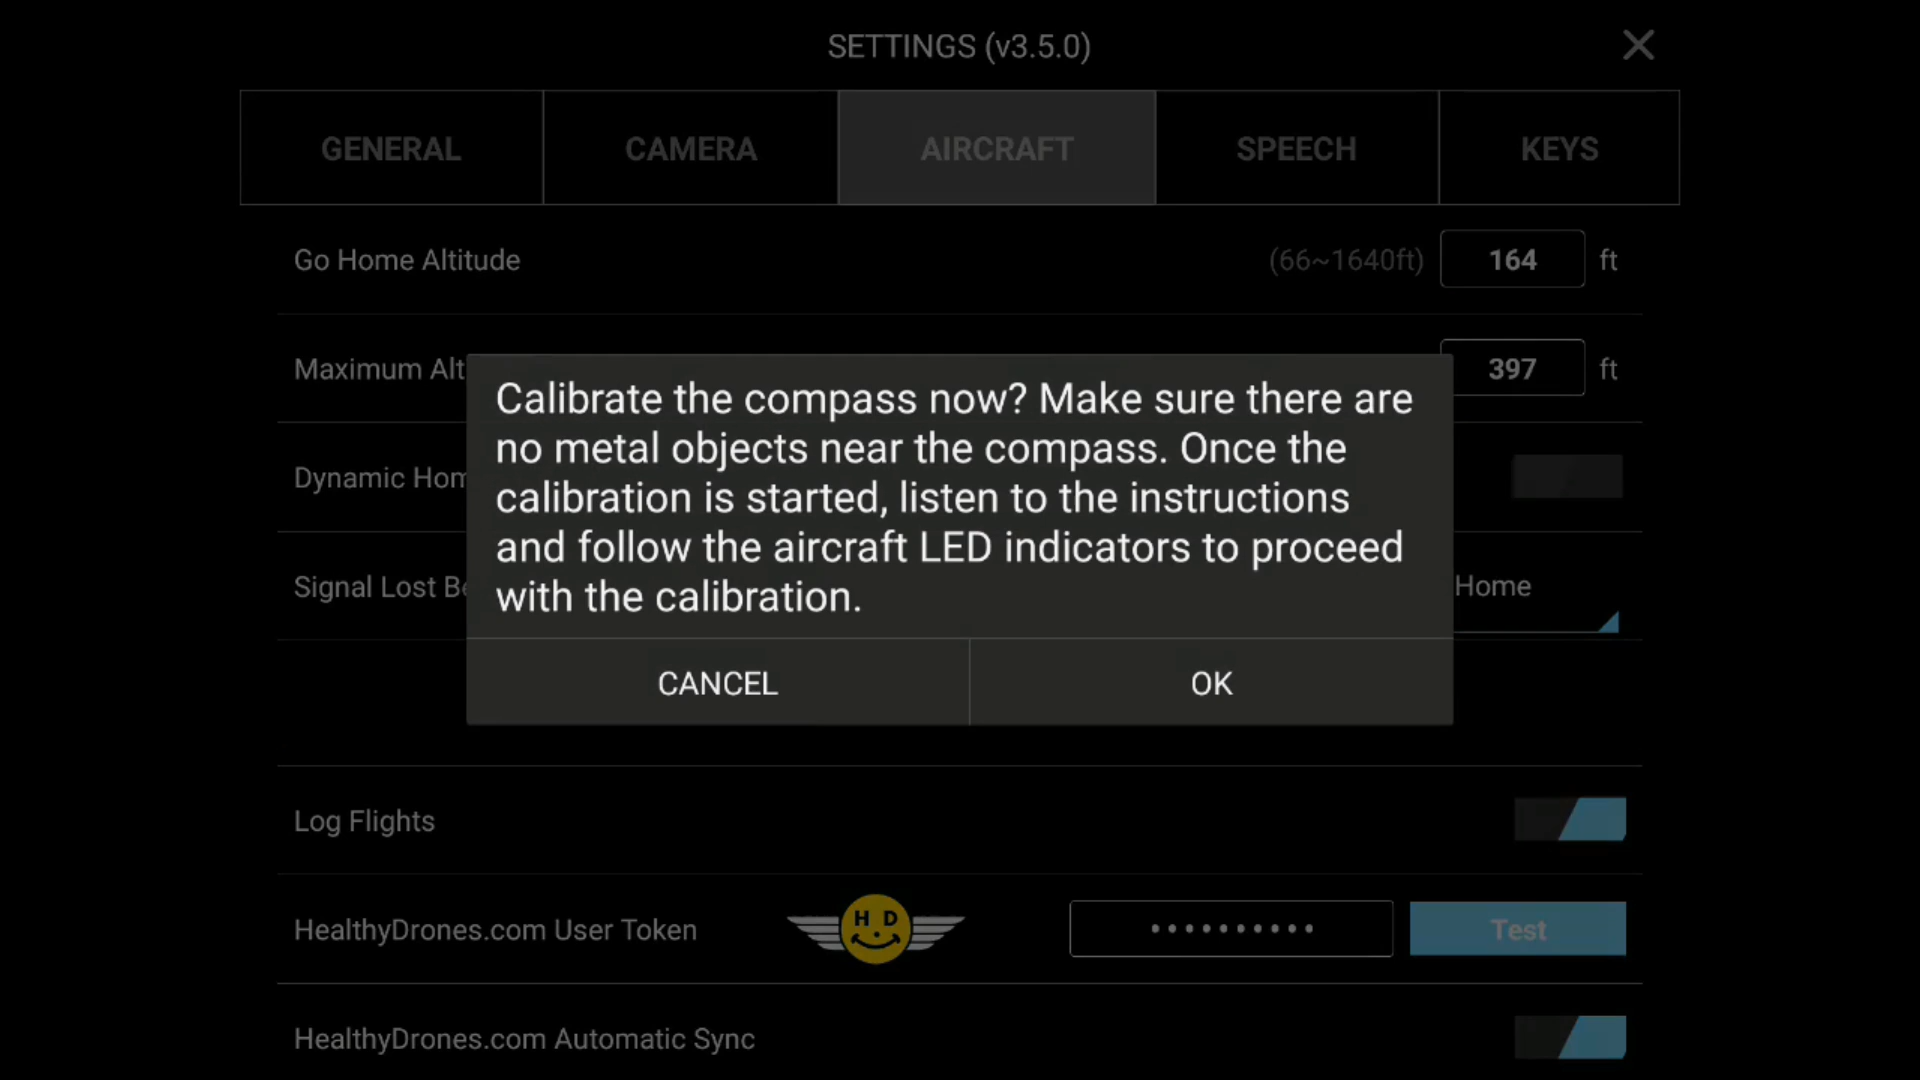 SETTINGS (v3.5.0)
GENERAL CAMERA AIRCRAFT SPEECH KEYS
Go Home Altitude (66~1640ft) 164 ft
Maximum Alt 397 ft
Calibrate the compass now? Make sure there are
no metal objects near the compass. Once the
calibration is started, listen to the instructions
and follow the aircraft LED indicators to proceed
with the calibration.
Dynamic Hom
Signal Lost Be Home
CANCEL OK
Log Flights
HealthyDrones.com User Token H D Test
HealthyDrones.com Automatic Sync